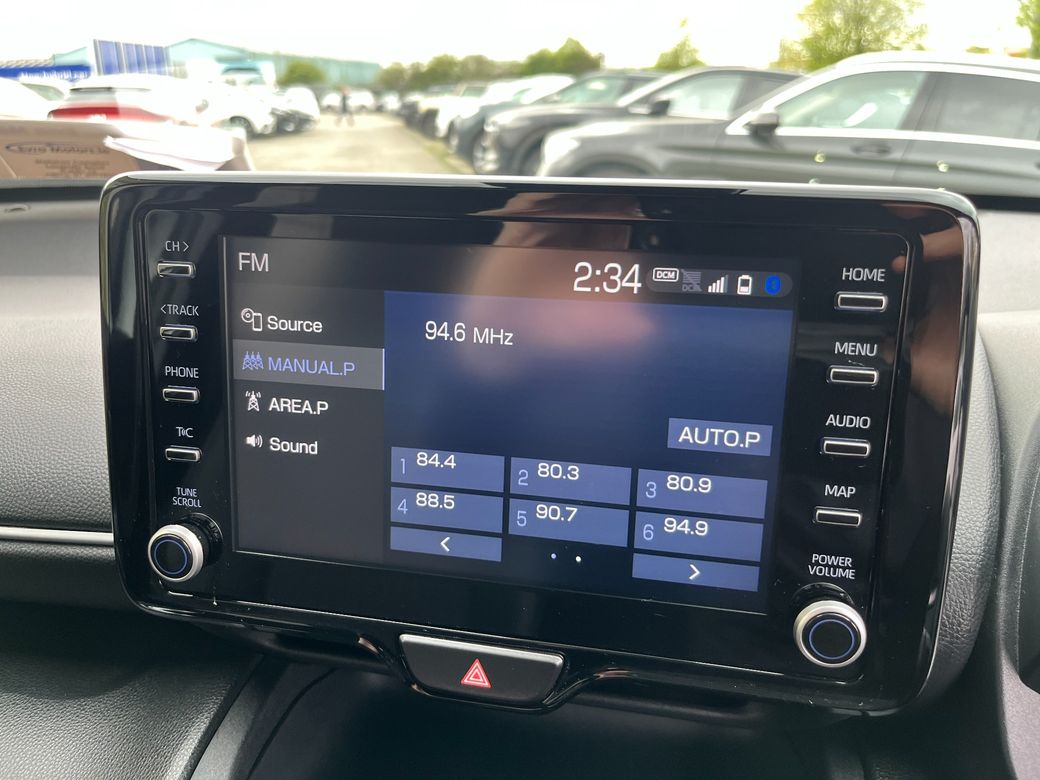 CH >
< TRACK
PHONE
TuC
TUNE
SCROLL
FM
2:34
DCM
DCM
Source
MANUAL.P
AREA.P
Sound
94.6 MHz
AUTO.P
1 84.4
2 80.3
3 80.9
4 88.5
5 90.7
6 94.9
<
>
HOME
MENU
AUDIO
MAP
POWER
VOLUME